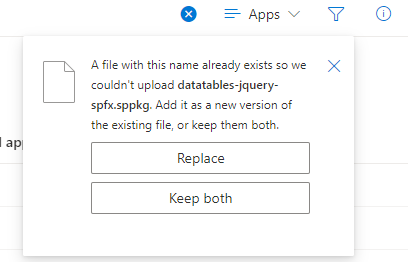 Apps
A file with this name already exists so we
couldn't upload datatables-jquery-
spfx.sppkg. Add it as a new version of
the existing file, or keep them both.
Replace
Keep both